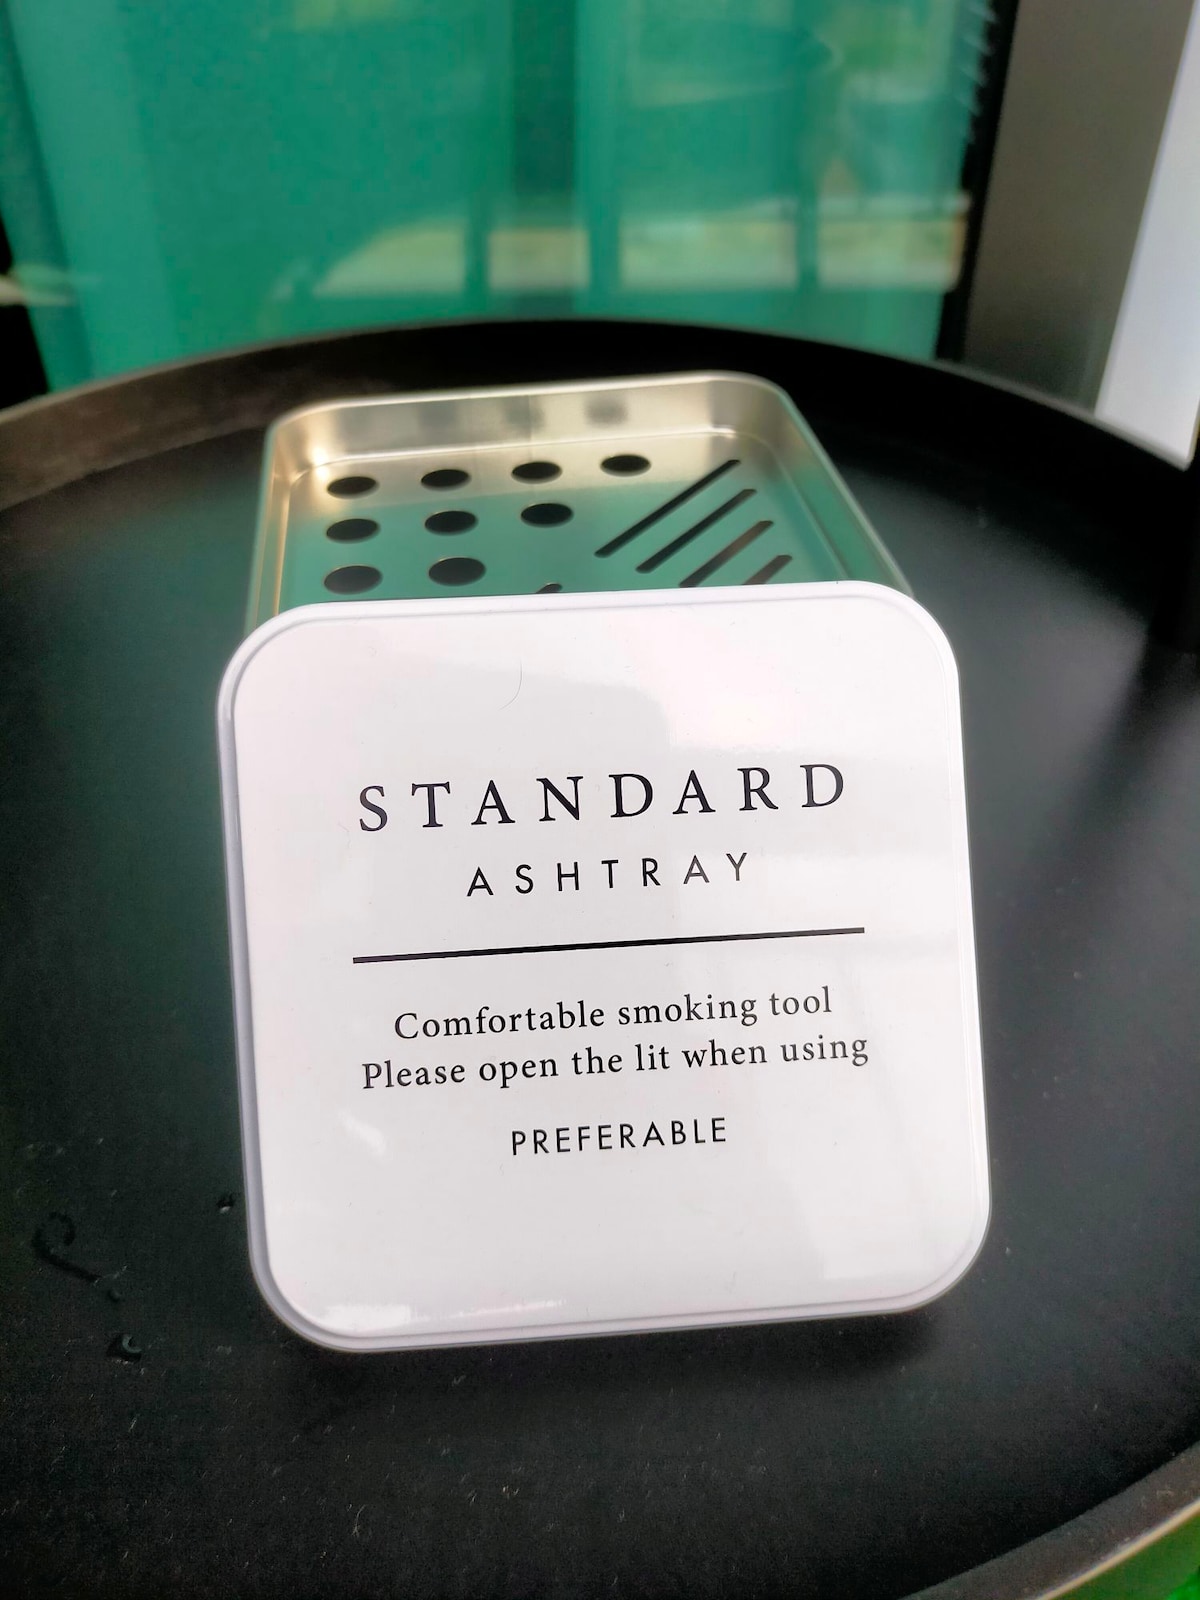 STANDARD
ASHTRAY
Comfortable smoking tool
Please open the lit when using
PREFERABLE